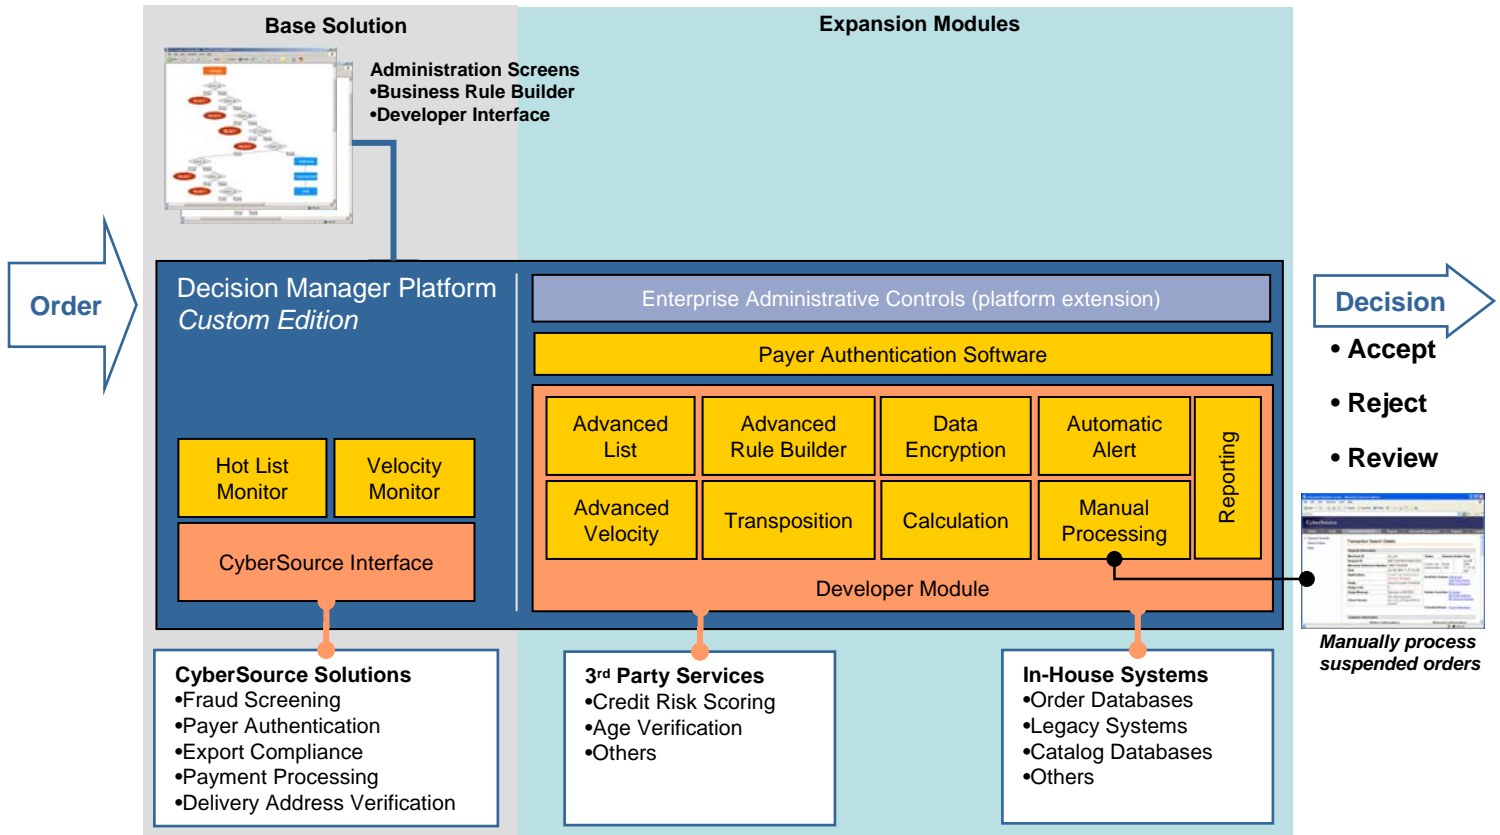 Base Solution
Expansion Modules
Administration Screens
•Business Rule Builder
•Developer Interface
Order
Decision Manager Platform
Custom Edition
Enterprise Administrative Controls (platform extension)
Payer Authentication Software
Advanced
List
Advanced
Rule Builder
Data
Encryption
Automatic
Alert
Reporting
Hot List
Monitor
Velocity
Monitor
Advanced
Velocity
Transposition
Calculation
Manual
Processing
CyberSource Interface
Developer Module
Decision
• Accept
• Reject
• Review
CyberSource
Transaction Search Details
Manually process
suspended orders
CyberSource Solutions
•Fraud Screening
•Payer Authentication
•Export Compliance
•Payment Processing
•Delivery Address Verification
3rd Party Services
•Credit Risk Scoring
•Age Verification
•Others
In-House Systems
•Order Databases
•Legacy Systems
•Catalog Databases
•Others